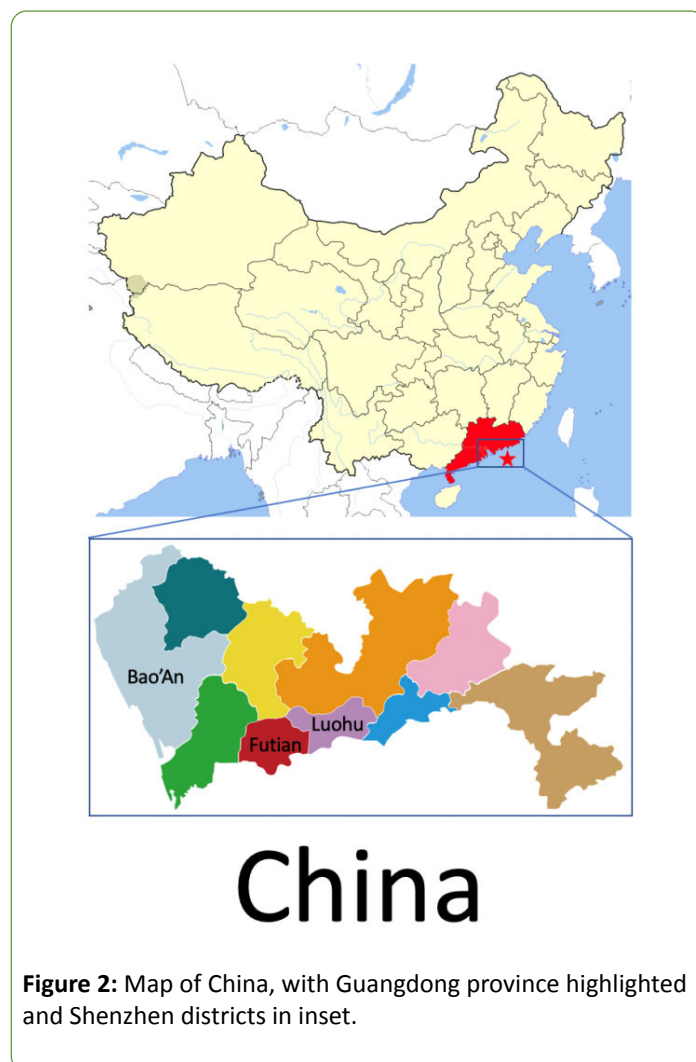 Bao’An
Luohu
Futian
China
Figure 2: Map of China, with Guangdong province highlighted
and Shenzhen districts in inset.